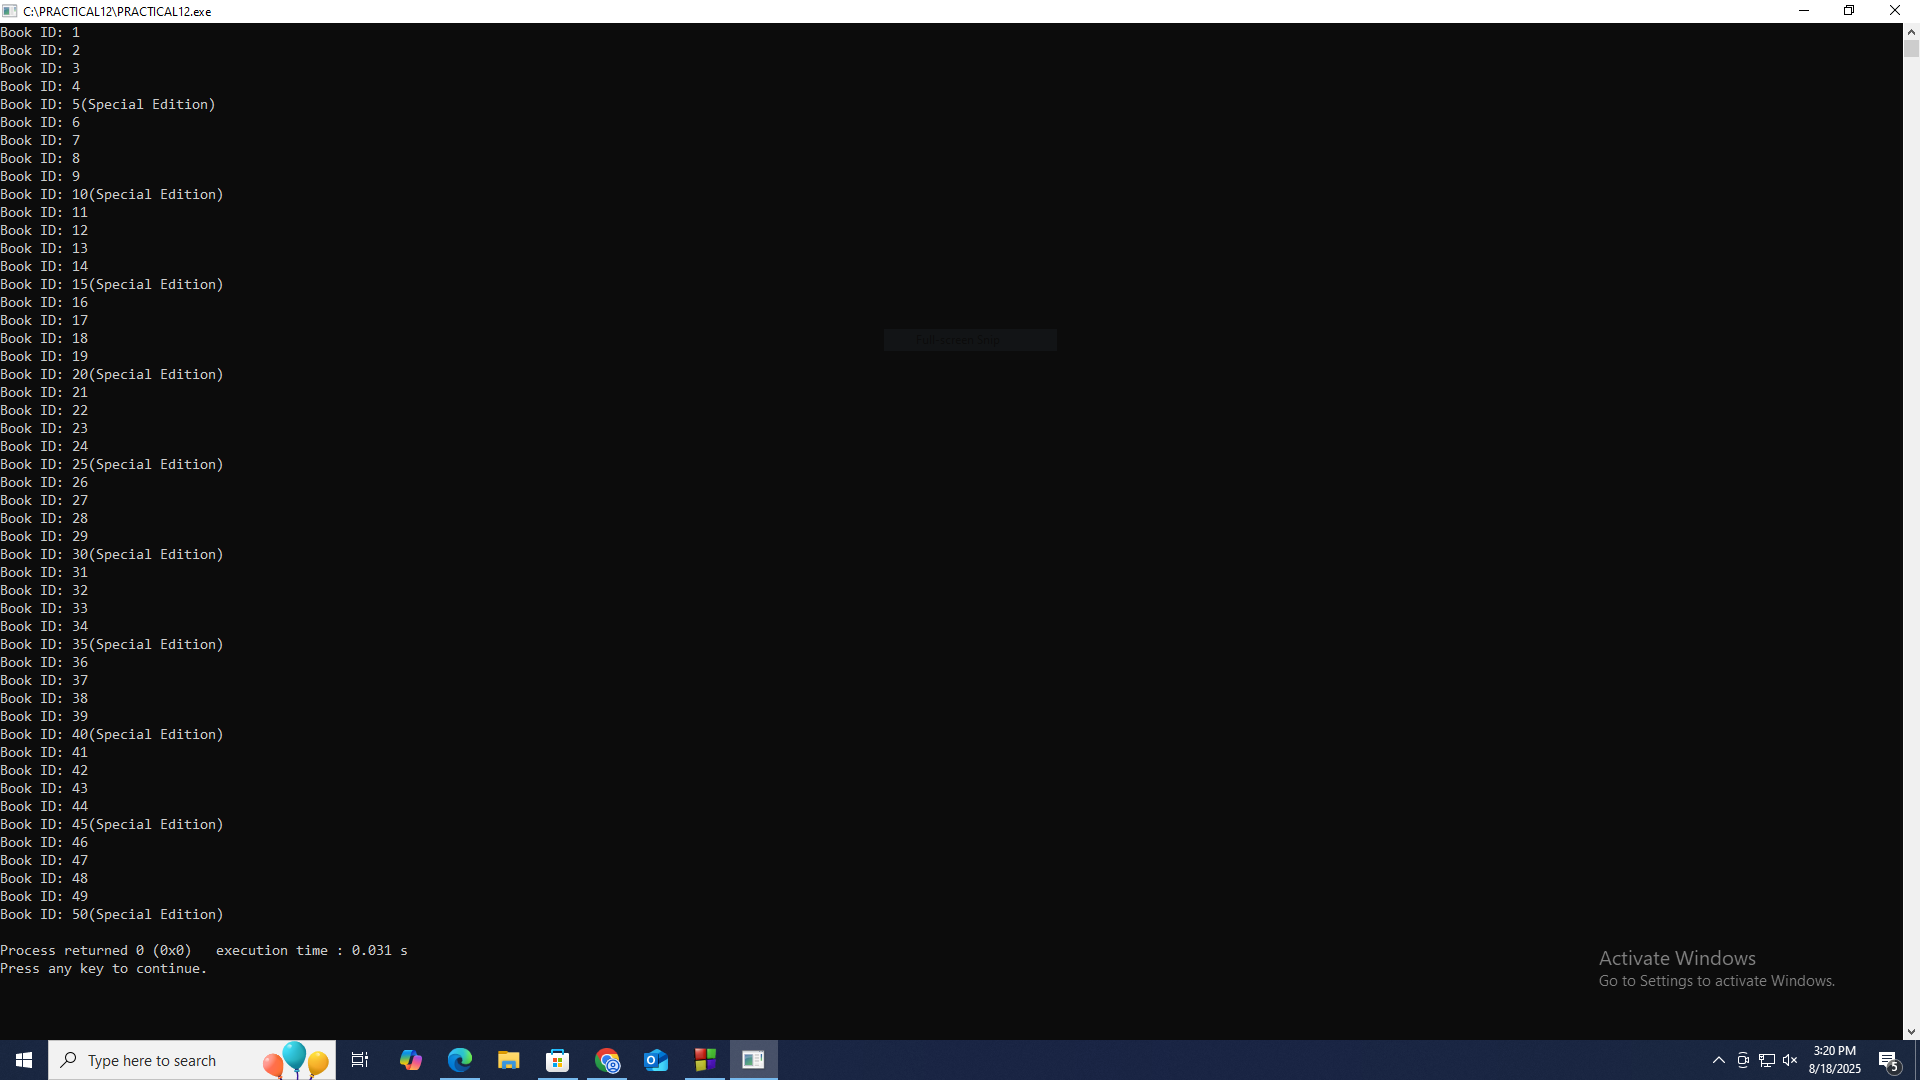 C:\PRACTICAL12\PRACTICAL12.exe
Book ID: 1
Book ID: 2
Book ID: 3
Book ID: 4
Book ID: 5(Special Edition)
Book ID: 6
Book ID: 7
Book ID: 8
Book ID: 9
Book ID: 10(Special Edition)
Book ID: 11
Book ID: 12
Book ID: 13
Book ID: 14
Book ID: 15(Special Edition)
Book ID: 16
Book ID: 17
Book ID: 18
Book ID: 19
Book ID: 20(Special Edition)
Book ID: 21
Book ID: 22
Book ID: 23
Book ID: 24
Book ID: 25(Special Edition)
Book ID: 26
Book ID: 27
Book ID: 28
Book ID: 29
Book ID: 30(Special Edition)
Book ID: 31
Book ID: 32
Book ID: 33
Book ID: 34
Book ID: 35(Special Edition)
Book ID: 36
Book ID: 37
Book ID: 38
Book ID: 39
Book ID: 40(Special Edition)
Book ID: 41
Book ID: 42
Book ID: 43
Book ID: 44
Book ID: 45(Special Edition)
Book ID: 46
Book ID: 47
Book ID: 48
Book ID: 49
Book ID: 50(Special Edition)
Process returned 0 (0x0)   execution time : 0.031 s
Press any key to continue.
Full-screen Snip
Activate Windows
Go to Settings to activate Windows.
Type here to search
3:20 PM
8/18/2025
5